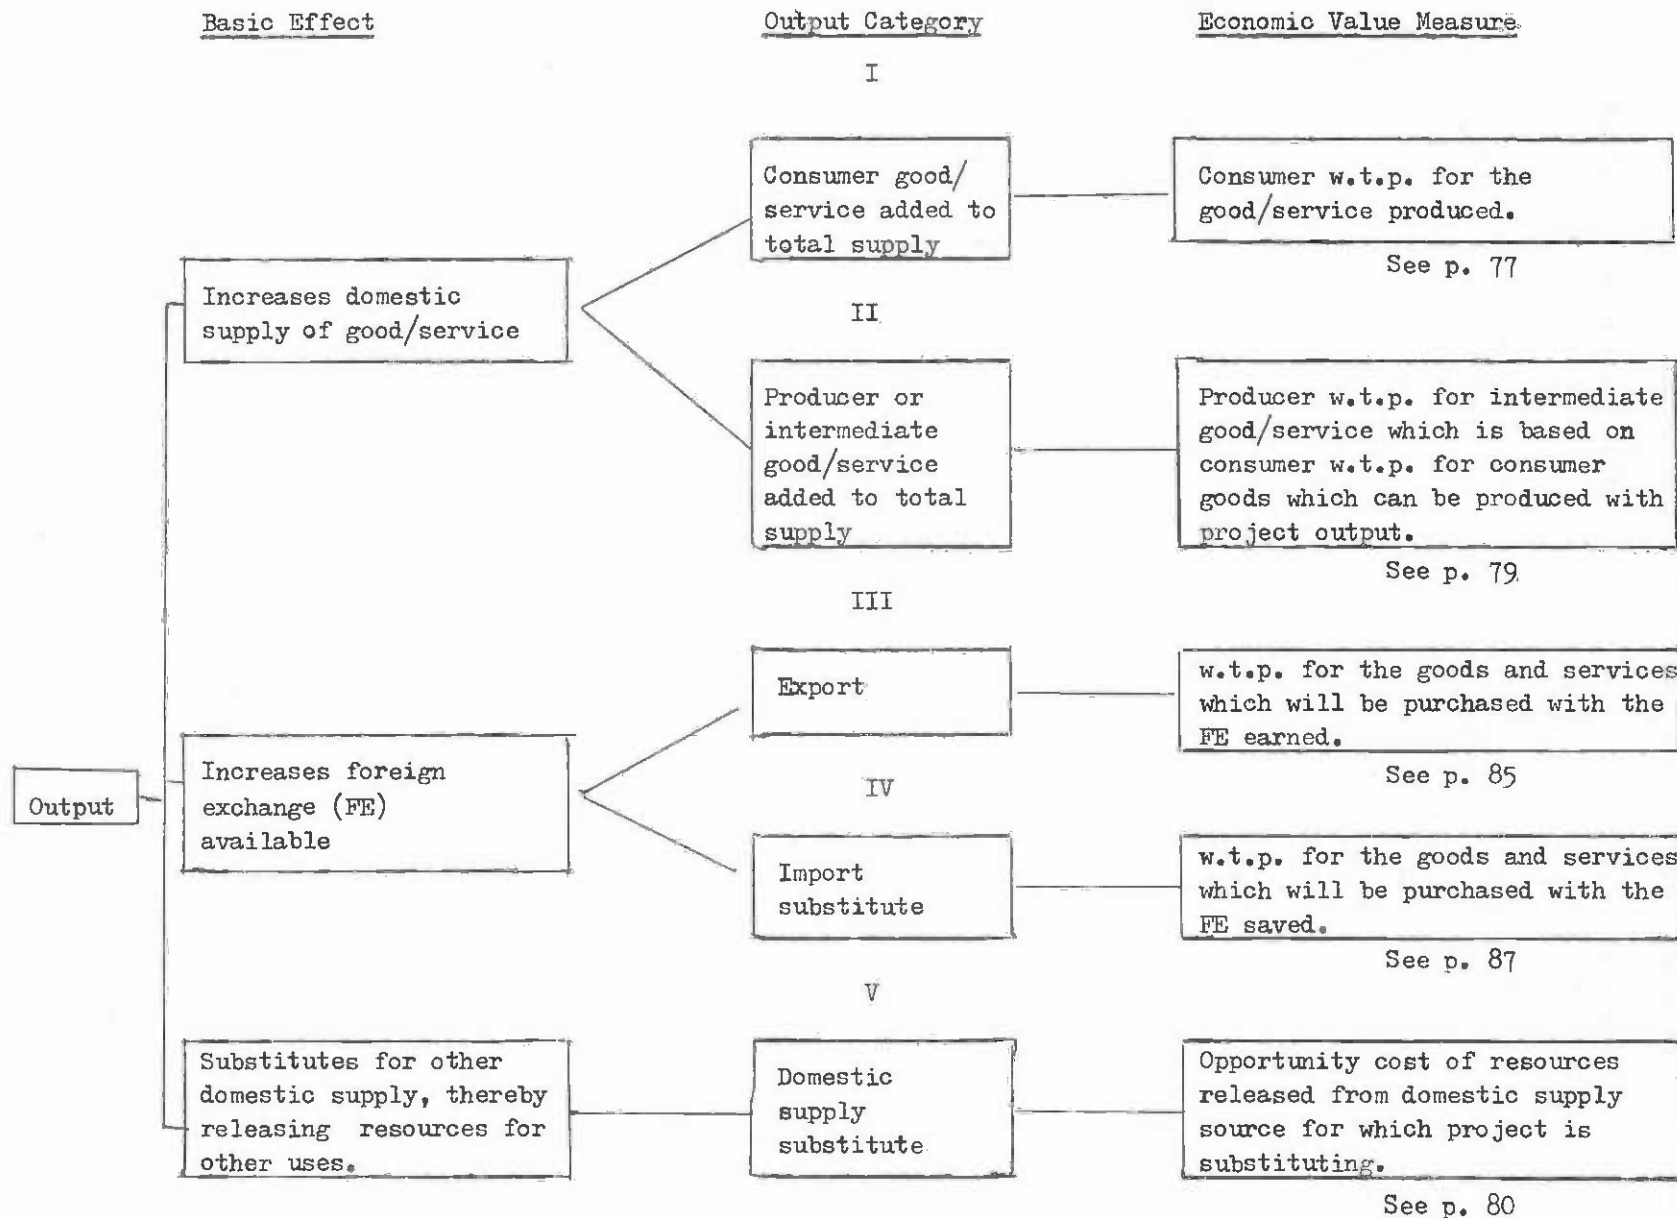 Basic Effect
Output Category
Economic Value Measure
I
Consumer good/
service added to
total supply
Consumer w.t.p. for the
good/service produced.
See p. 77
Increases domestic
supply of good/service
II
Producer or
intermediate
good/service
added to total
supply
Producer w.t.p. for intermediate
good/service which is based on
consumer w.t.p. for consumer
goods which can be produced with
project output.
See p. 79
III
Export
w.t.p. for the goods and services
which will be purchased with the
FE earned.
See p. 85
Output
Increases foreign
exchange (FE)
available
IV
Import
substitute
w.t.p. for the goods and services
which will be purchased with the
FE saved.
See p. 87
V
Substitutes for other
domestic supply, thereby
releasing resources for
other uses.
Domestic
supply
substitute
Opportunity cost of resources
released from domestic supply
source for which project is
substituting.
See p. 80